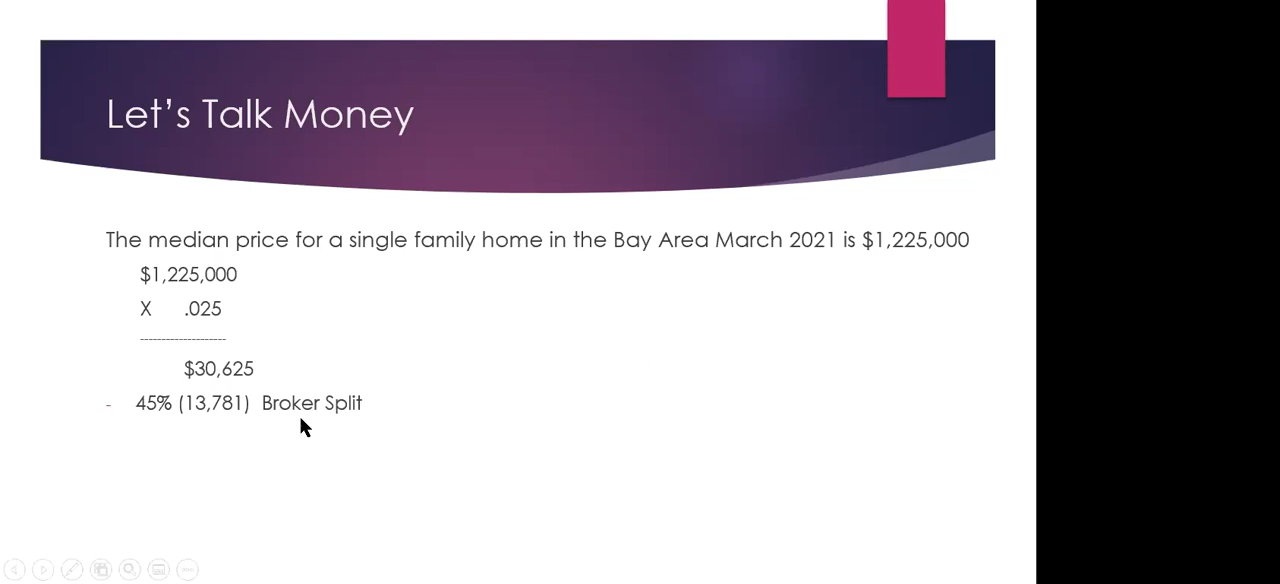 Let's Talk Money
The median price for a single family home in the Bay Area March 2021 is $1,225,000
$1,225,000
X .025
--------------------
$30,625
- 45% (13,781) Broker Split